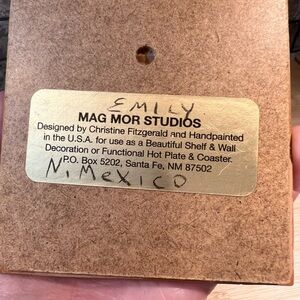 EMILY
MAG MOR STUDIOS
Designed by Christine Fitzgerald and Handpainted
in the U.S.A. for use as a Beautiful Shelf & Wall
Decoration or Functional Hot Plate & Coaster.
P.O. Box 5202, Santa Fe, NM 87502
N. MexICO